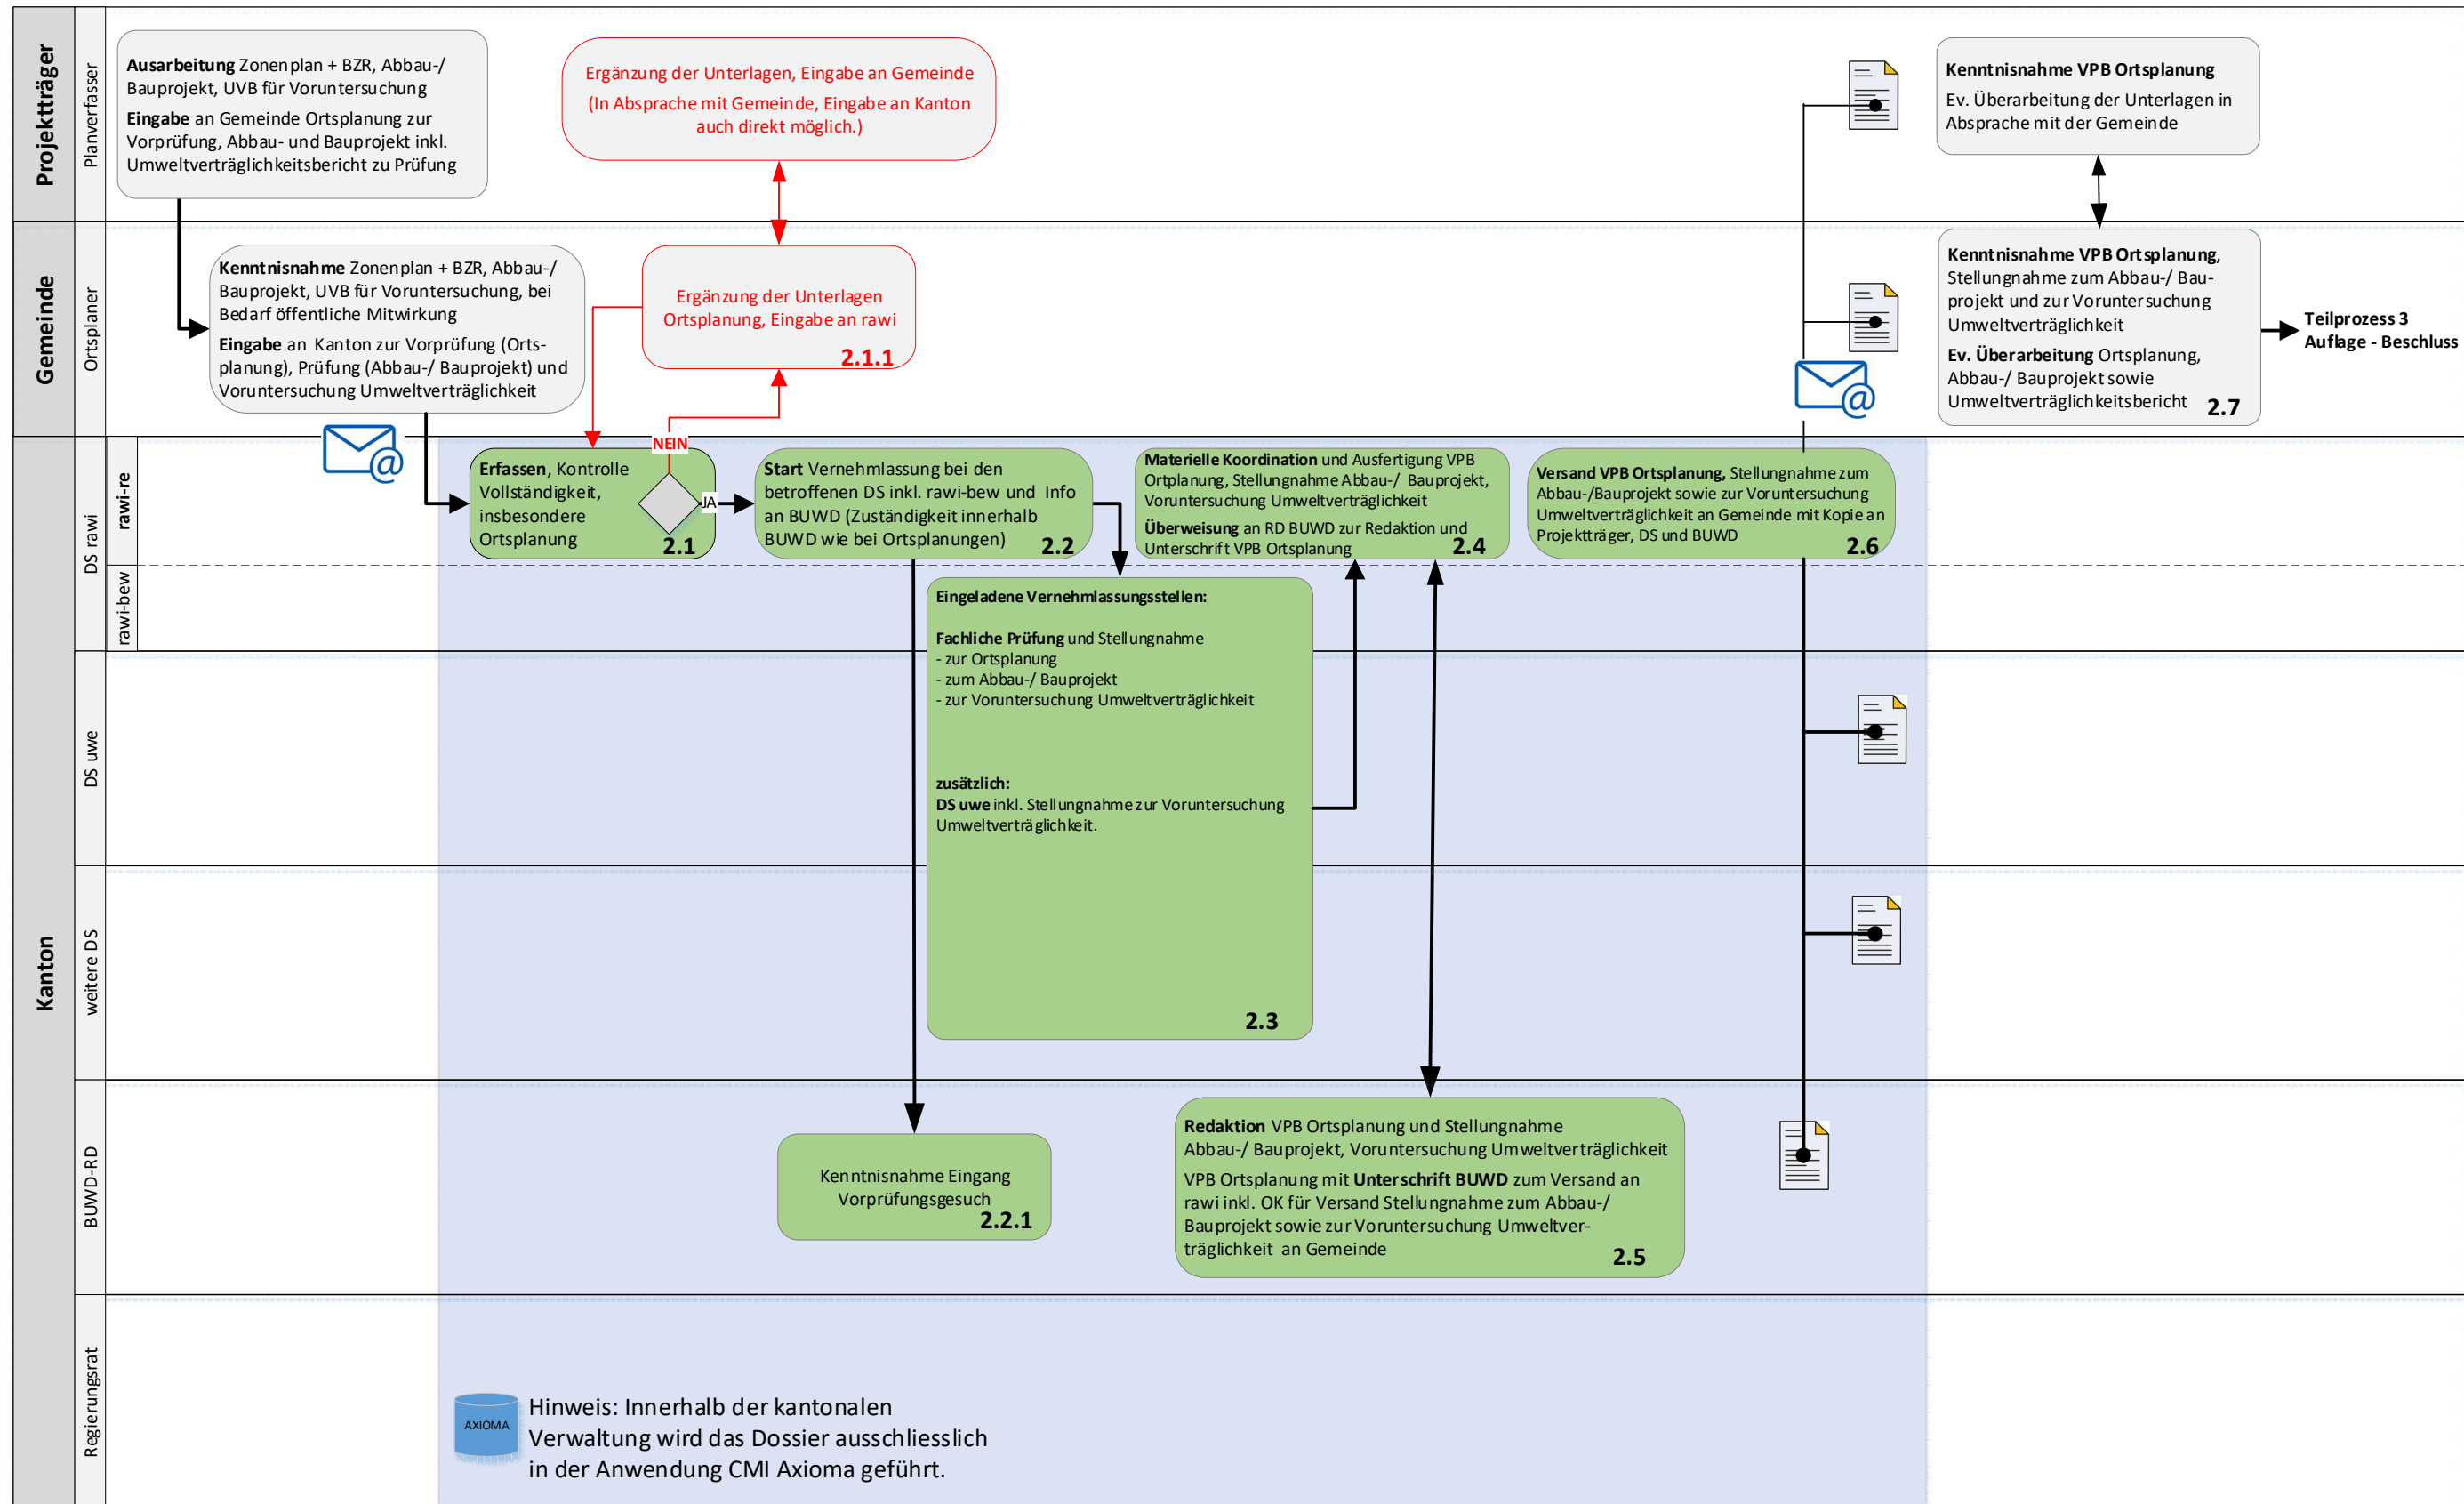 Projektträger
Planverfasser
Ausarbeitung Zonenplan + BZR, Abbau-/
Bauprojekt, UVB für Voruntersuchung
Eingabe an Gemeinde Ortsplanung zur
Vorprüfung, Abbau- und Bauprojekt inkl.
Umweltverträglichkeitsbericht zu Prüfung
Ergänzung der Unterlagen, Eingabe an Gemeinde
(In Absprache mit Gemeinde, Eingabe an Kanton
auch direkt möglich.)
Kenntnisnahme VPB Ortsplanung
Ev. Überarbeitung der Unterlagen in
Absprache mit der Gemeinde
Gemeinde
Ortsplaner
Kenntnisnahme Zonenplan + BZR, Abbau-/
Bauprojekt, UVB für Voruntersuchung, bei
Bedarf öffentliche Mitwirkung
Eingabe an Kanton zur Vorprüfung (Orts-
planung), Prüfung (Abbau-/ Bauprojekt) und
Voruntersuchung Umweltverträglichkeit
Ergänzung der Unterlagen
Ortsplanung, Eingabe an rawi
2.1.1
@
Kenntnisnahme VPB Ortsplanung,
Stellungnahme zum Abbau-/ Bau-
projekt und zur Voruntersuchung
Umweltverträglichkeit
Ev. Überarbeitung Ortsplanung,
Abbau-/ Bauprojekt sowie
Umweltverträglichkeitsbericht
2.7
Teilprozess 3
Auflage - Beschluss
Kanton
DS rawi
rawi-re
rawi-bew
@
Erfassen, Kontrolle
Vollständigkeit,
insbesondere
Ortsplanung
2.1
NEIN
JA
Start Vernehmlassung bei den
betroffenen DS inkl. rawi-bew und Info
an BUWD (Zuständigkeit innerhalb
BUWD wie bei Ortsplanungen)
2.2
Materielle Koordination und Ausfertigung VPB
Ortplanung, Stellungnahme Abbau-/ Bauprojekt,
Voruntersuchung Umweltverträglichkeit
Überweisung an RD BUWD zur Redaktion und
Unterschrift VPB Ortsplanung
2.4
Versand VPB Ortsplanung, Stellungnahme zum
Abbau-/Bauprojekt sowie zur Voruntersuchung
Umweltverträglichkeit an Gemeinde mit Kopie an
Projektträger, DS und BUWD
2.6
Eingeladene Vernehmlassungsstellen:
Fachliche Prüfung und Stellungnahme
- zur Ortsplanung
- zum Abbau-/ Bauprojekt
- zur Voruntersuchung Umweltverträglichkeit
DS uwe
zusätzlich:
DS uwe inkl. Stellungnahme zur Voruntersuchung
Umweltverträglichkeit.
weitere DS
2.3
BUWD-RD
Kenntnisnahme Eingang
Vorprüfungsgesuch
2.2.1
Redaktion VPB Ortsplanung und Stellungnahme
Abbau-/ Bauprojekt, Voruntersuchung Umweltverträglichkeit
VPB Ortsplanung mit Unterschrift BUWD zum Versand an
rawi inkl. OK für Versand Stellungnahme zum Abbau-/
Bauprojekt sowie zur Voruntersuchung Umweltver-
träglichkeit an Gemeinde
2.5
Regierungsrat
AXIOMA
Hinweis: Innerhalb der kantonalen
Verwaltung wird das Dossier ausschliesslich
in der Anwendung CMI Axioma geführt.